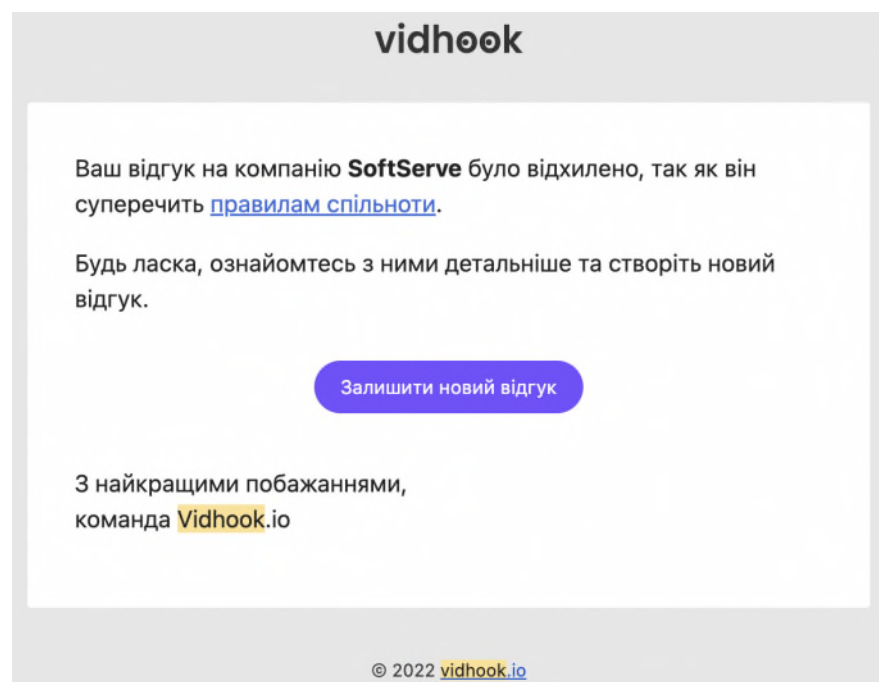 vidhook
Ваш відгук на компанію SoftServe було відхилено, так як він
суперечить правилам спільноти.
Будь ласка, ознайомтесь з ними детальніше та створіть новий
відгук.
Залишити новий відгук
З найкращими побажаннями,
команда Vidhook.io
© 2022 vidhook.io